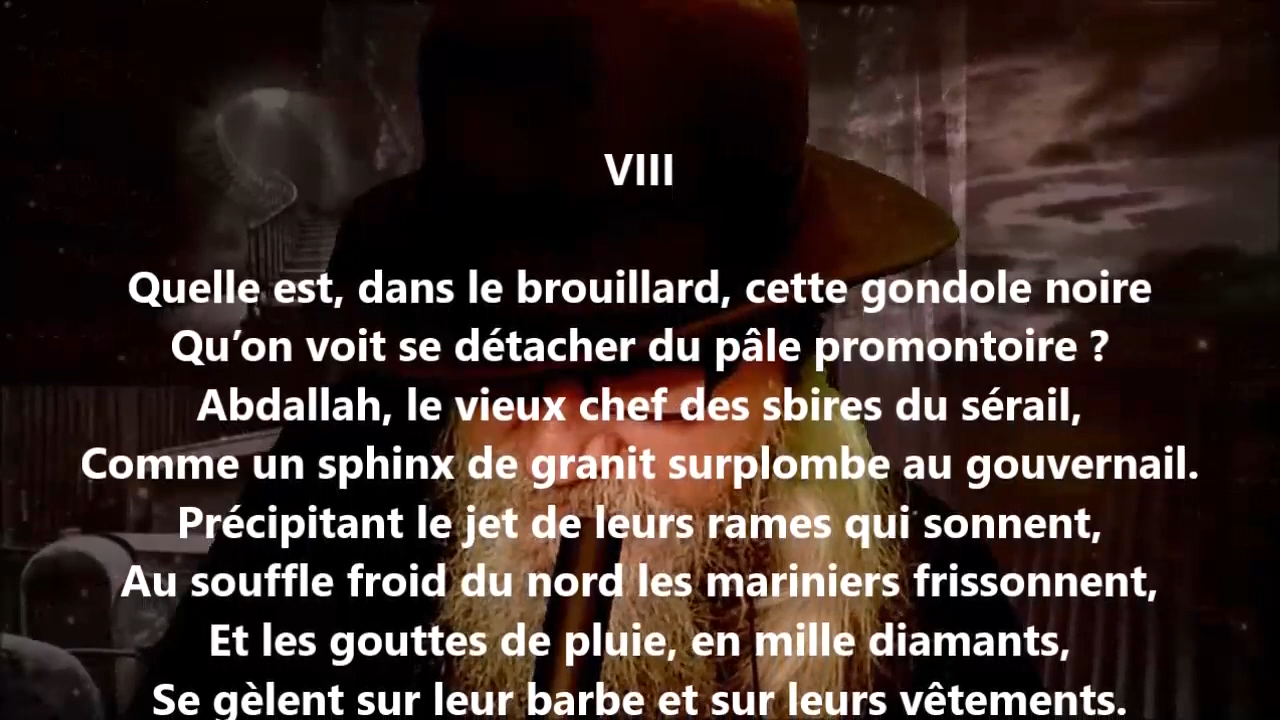 VIII
Quelle est, dans le brouillard, cette gondole noire
Qu’on voit se détacher du pâle promontoire ?
Abdallah, le vieux chef des sbires du sérail,
Comme un sphinx de granit surplombe au gouvernail.
Précipitant le jet de leurs rames qui sonnent,
Au souffle froid du nord les mariniers frissonnent,
Et les gouttes de pluie, en mille diamants,
Se gèlent sur leur barbe et sur leurs vêtements.